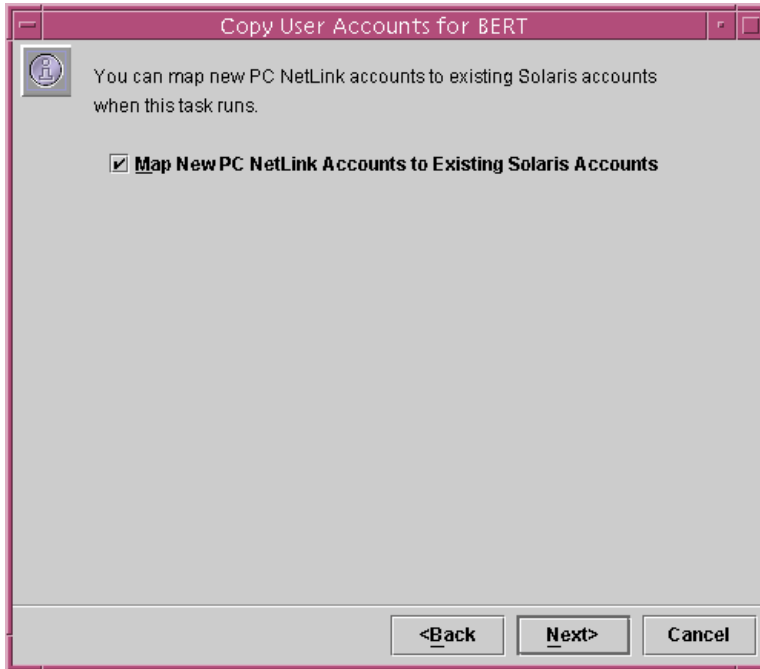 Copy User Accounts for BERT
You can map new PC NetLink accounts to existing Solaris accounts
when this task runs.
Map New PC NetLink Accounts to Existing Solaris Accounts
<Back Next> Cancel